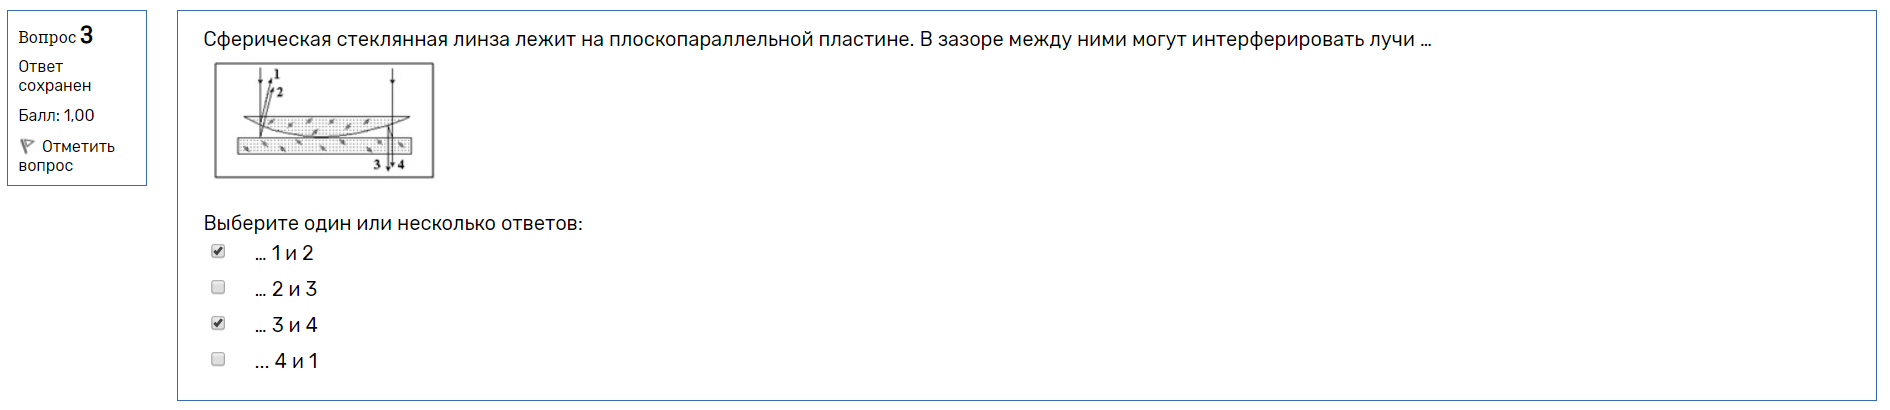 Вопрос 3
Ответ
сохранен
Балл: 1,00
Отметить
вопрос
Сферическая стеклянная линза лежит на плоскопараллельной пластине. В зазоре между ними могут интерферировать лучи ...
1
2
3 4
Выберите один или несколько ответов:
... 1 и 2
... 2 и 3
... 3 и 4
... 4 и 1